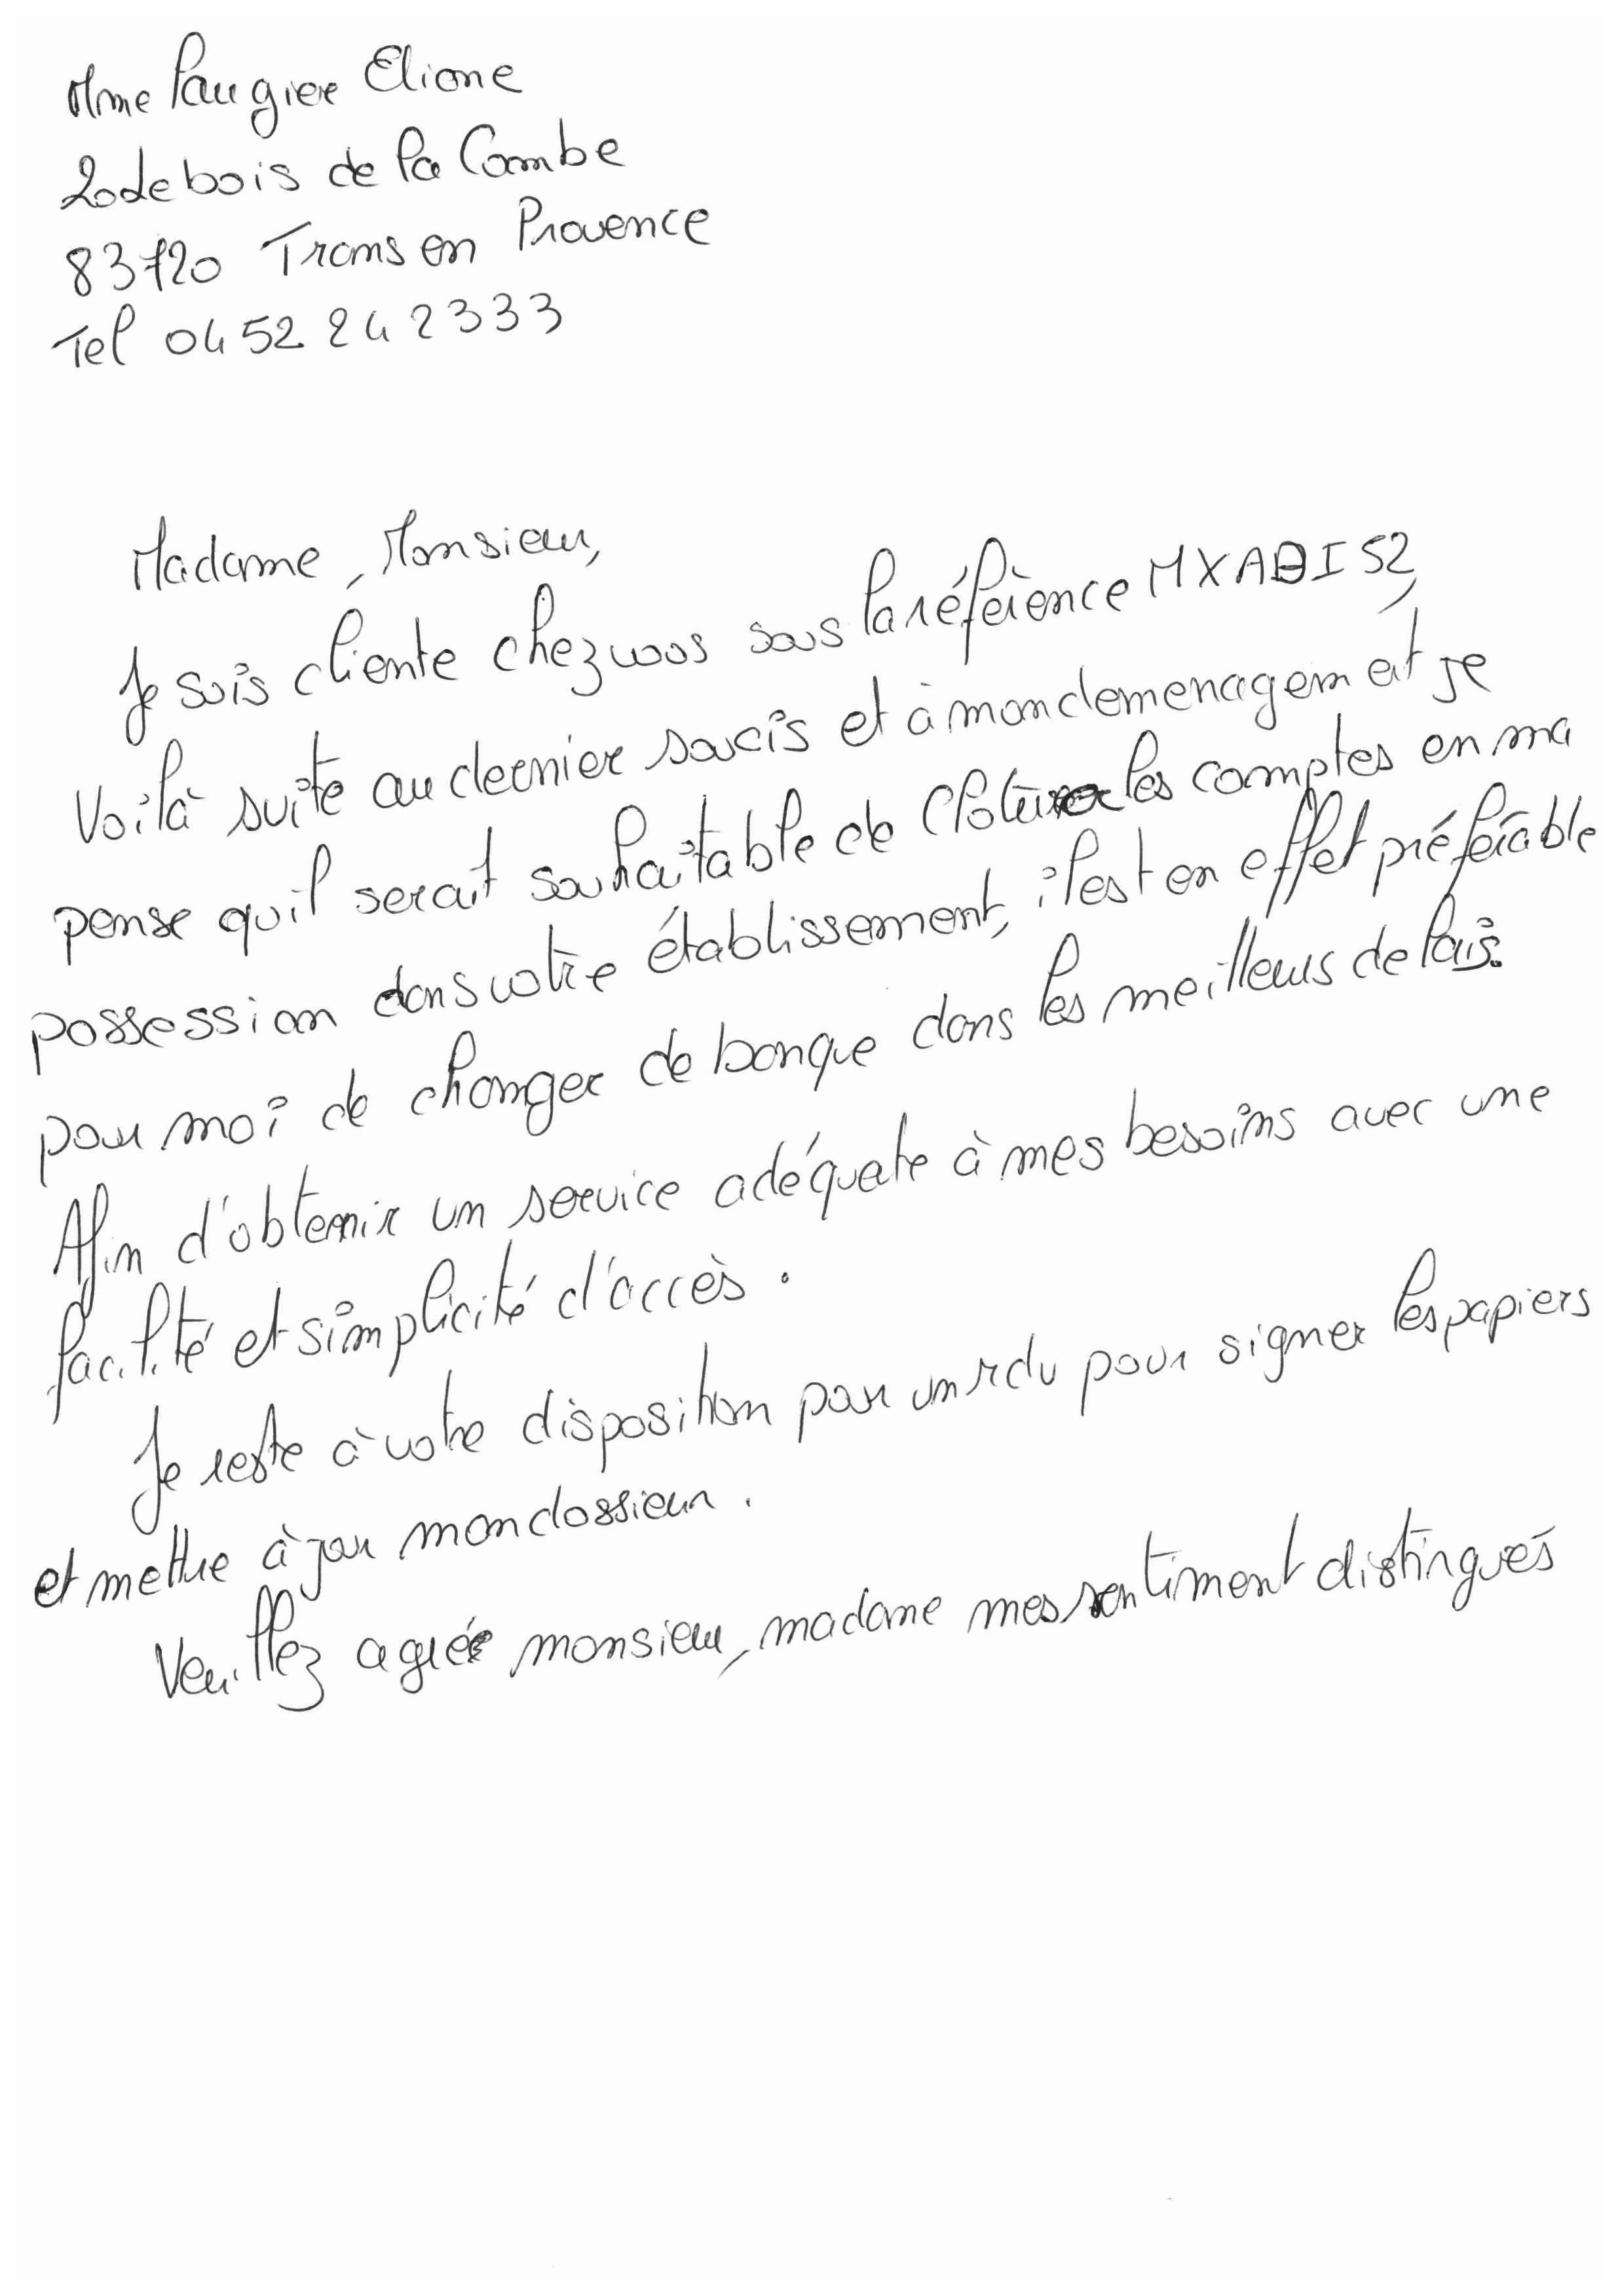 Mme Paugier Eliane
20 de bois de la Combe
83720 Trans en Provence
Tel 04 52 24 23 33
Madame, Monsieur,
Je suis cliente chez vous sous la référence MXABI52,
Voilà suite au dernier soucis et à mon demenagement je
pense qu'il serait souhaitable de Cloturer les comptes en ma
possession dans votre établissement, il est en effet préférable
pour moi de changer de banque dans les meilleurs delais.
Afin d'obtenir un service adéquate à mes besoins avec une
facilité et simplicité d'accès.
Je reste à votre disposition pour un rdv pour signer les papiers
et mettre à jour mon dossieur.
Veuillez agrée monsieur, madame mes sentiment distingués